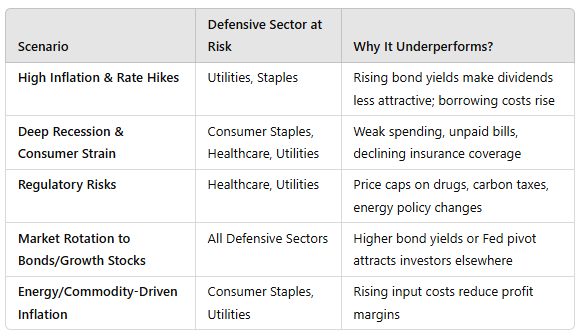 Defensive Sector at
Scenario Risk Why It Underperforms?
High Inflation & Rate Hikes Utilities, Staples Rising bond yields make dividends
less attractive; borrowing costs rise
Deep Recession & Consumer Staples, Weak spending, unpaid bills,
Consumer Strain Healthcare, Utilities declining insurance coverage
Regulatory Risks Healthcare, Utilities Price caps on drugs, carbon taxes,
energy policy changes
Market Rotation to All Defensive Sectors Higher bond yields or Fed pivot
Bonds/Growth Stocks attracts investors elsewhere
Energy/Commodity-Driven Consumer Staples, Rising input costs reduce profit
Inflation Utilities margins